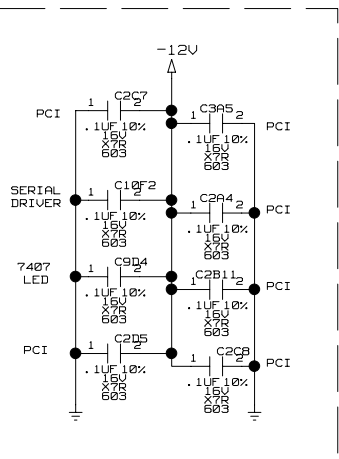 -12V
C2C7
1 2
PCI
.1UF 10%
16V
X7R
603
C3A5
1 2
PCI
.1UF 10%
16V
X7R
603
C10F2
1 2
SERIAL
DRIVER
.1UF 10%
16V
X7R
603
C2A4
1 2
PCI
.1UF 10%
16V
X7R
603
C9D4
1 2
7407
LED
.1UF 10%
16V
X7R
603
C2B11
1 2
PCI
.1UF 10%
16V
X7R
603
C2D5
1 2
PCI
.1UF 10%
16V
X7R
603
C2C8
1 2
PCI
.1UF 10%
16V
X7R
603